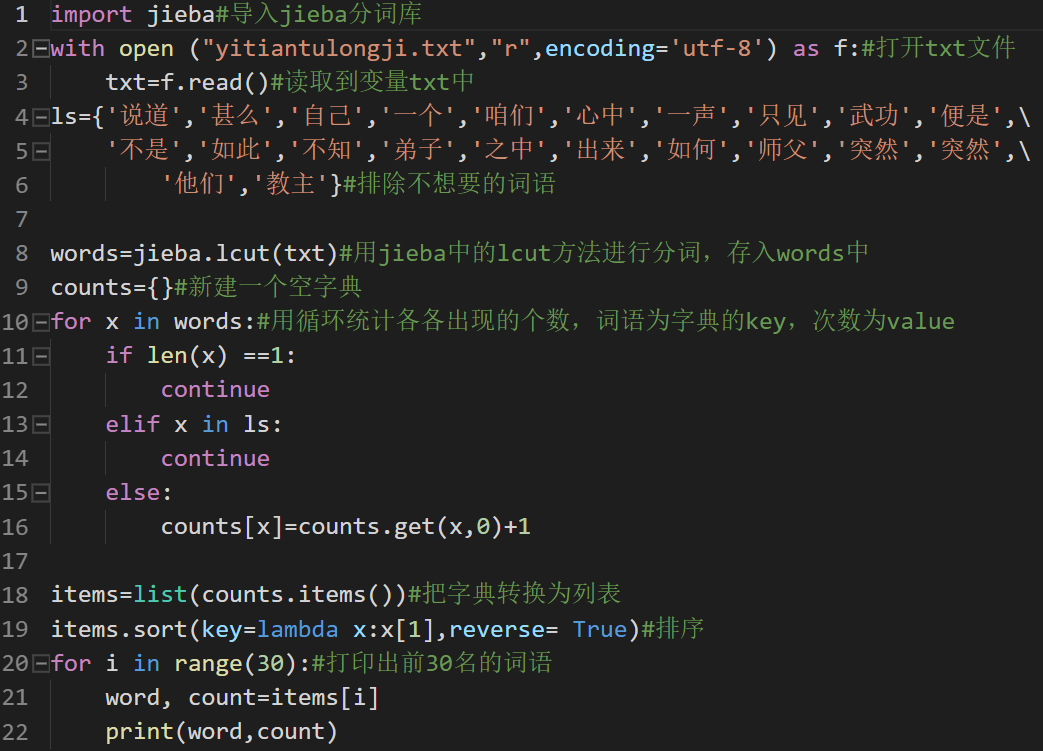 1 import jieba#导入jieba分词库
2 with open ("yitiantulongji.txt","r",encoding='utf-8') as f:#打开txt文件
3     txt=f.read()#读取到变量txt中
4 ls={'说道','甚么','自己','一个','咱们','心中','一声','只见','武功','便是',\
5     '不是','如此','不知','弟子','之中','出来','如何','师父','突然','突然',\
6         '他们','教主'}#排除不想要的词语
7
8 words=jieba.lcut(txt)#用jieba中的lcut方法进行分词，存入words中
9 counts={}#新建一个空字典
10 for x in words:#用循环统计各各出现的个数，词语为字典的key，次数为value
11     if len(x) ==1:
12         continue
13     elif x in ls:
14         continue
15     else:
16         counts[x]=counts.get(x,0)+1
17
18 items=list(counts.items())#把字典转换为列表
19 items.sort(key=lambda x:x[1],reverse= True)#排序
20 for i in range(30):#打印出前30名的词语
21     word, count=items[i]
22     print(word,count)